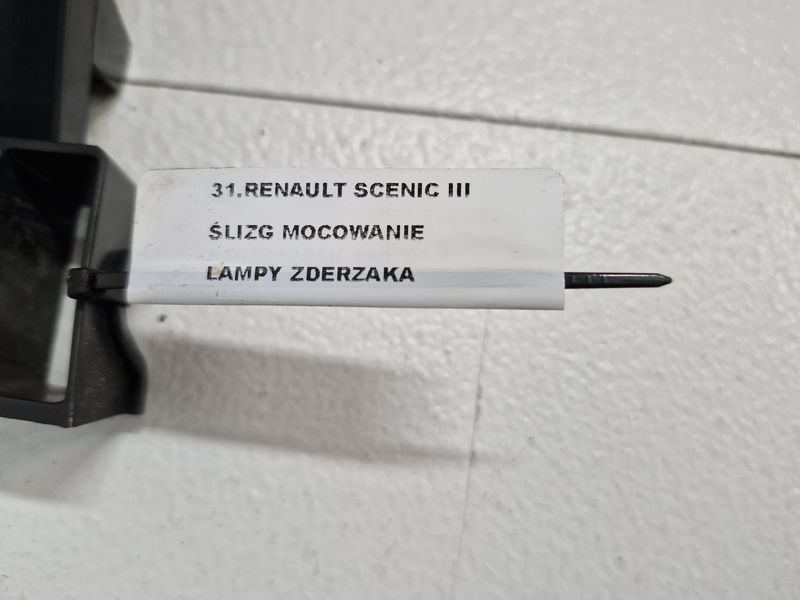 31.RENAULT SCENIC III
ŚLIZG MOCOWANIE
LAMPY ZDERZAKA